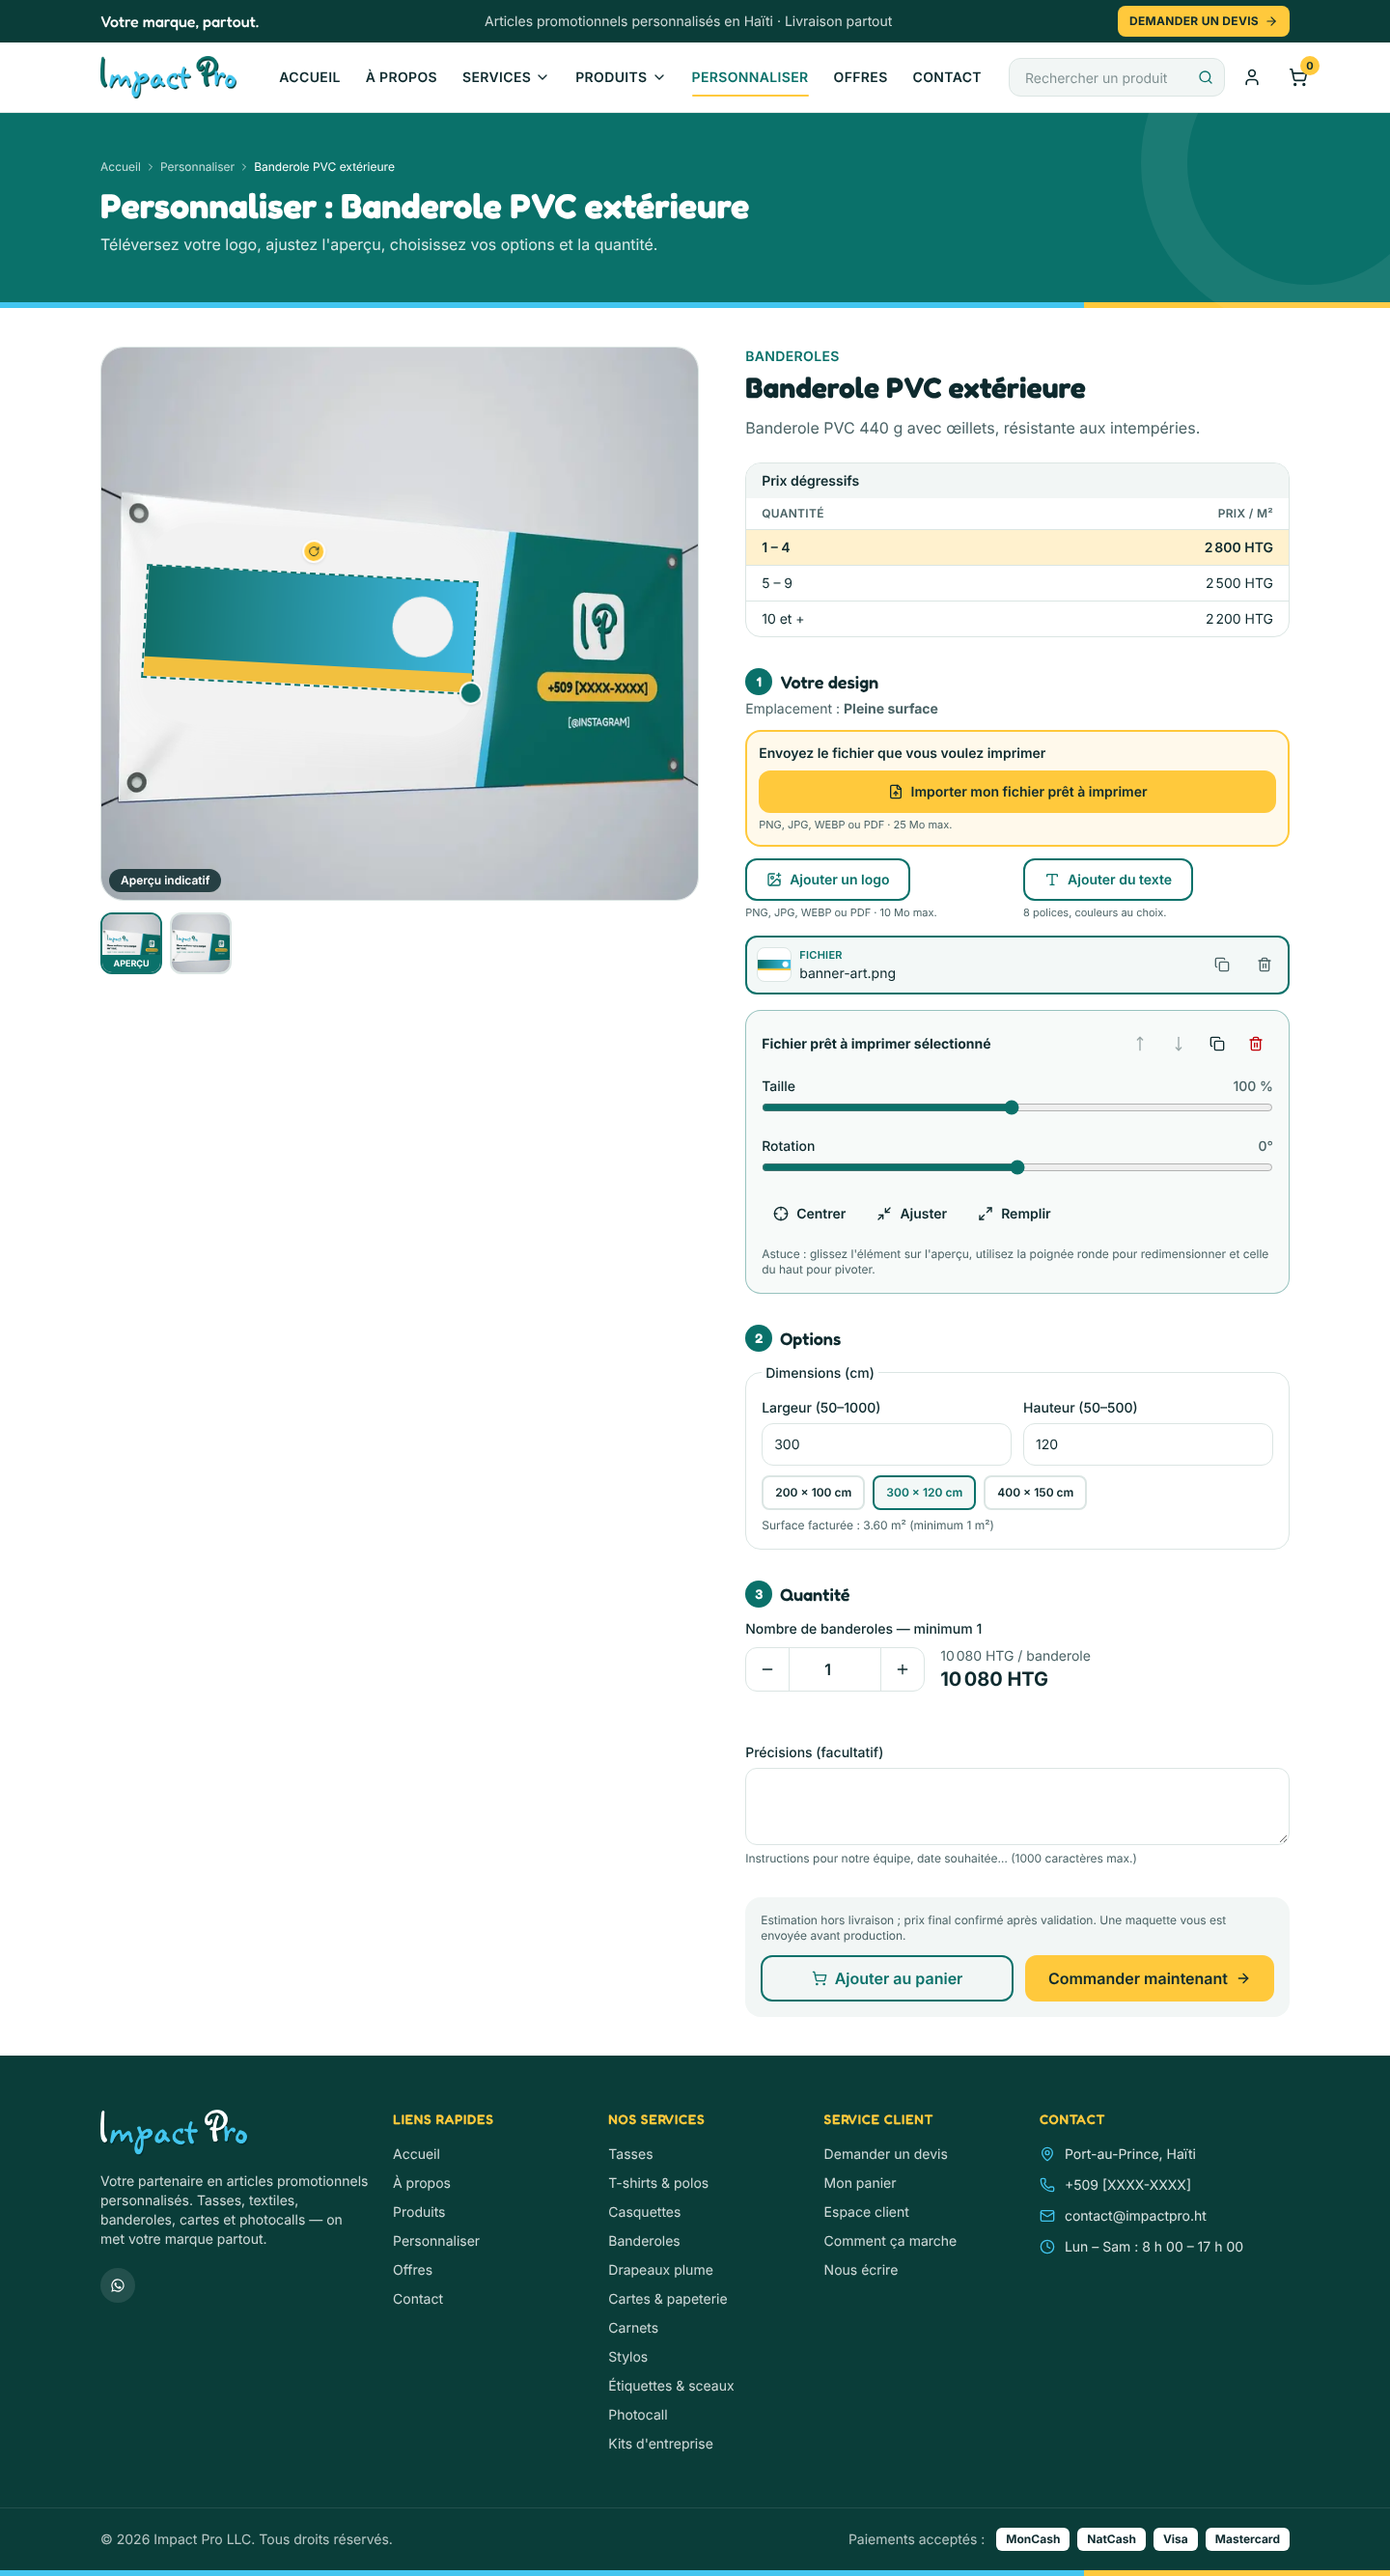 Votre marque, partout.
Articles promotionnels personnalisés en Haïti · Livraison partout
DEMANDER UN DEVIS
Impact Pro
ACCUEIL
À PROPOS
SERVICES
PRODUITS
PERSONNALISER
OFFRES
CONTACT
Rechercher un produit
0
Accueil > Personnaliser > Banderole PVC extérieure
Personnaliser : Banderole PVC extérieure
Téléversez votre logo, ajustez l'aperçu, choisissez vos options et la quantité.
+509 [XXXX-XXXX]
[@INSTAGRAM]
Aperçu indicatif
APERÇU
BANDEROLES
Banderole PVC extérieure
Banderole PVC 440 g avec œillets, résistante aux intempéries.
Prix dégressifs
QUANTITÉ PRIX / M²
1 – 4 2 800 HTG
5 – 9 2 500 HTG
10 et + 2 200 HTG
1 Votre design
Emplacement : Pleine surface
Envoyez le fichier que vous voulez imprimer
Importer mon fichier prêt à imprimer
PNG, JPG, WEBP ou PDF · 25 Mo max.
Ajouter un logo
PNG, JPG, WEBP ou PDF · 10 Mo max.
Ajouter du texte
8 polices, couleurs au choix.
FICHIER
banner-art.png
Fichier prêt à imprimer sélectionné
Taille 100 %
Rotation 0°
Centrer Ajuster Remplir
Astuce : glissez l'élément sur l'aperçu, utilisez la poignée ronde pour redimensionner et celle
du haut pour pivoter.
2 Options
Dimensions (cm)
Largeur (50–1000) Hauteur (50–500)
300 120
200 × 100 cm 300 × 120 cm 400 × 150 cm
Surface facturée : 3.60 m² (minimum 1 m²)
3 Quantité
Nombre de banderoles — minimum 1
− 1 +
10 080 HTG / banderole
10 080 HTG
Précisions (facultatif)
Instructions pour notre équipe, date souhaitée… (1000 caractères max.)
Estimation hors livraison ; prix final confirmé après validation. Une maquette vous est
envoyée avant production.
Ajouter au panier
Commander maintenant
Impact Pro
Votre partenaire en articles promotionnels
personnalisés. Tasses, textiles,
banderoles, cartes et photocalls — on
met votre marque partout.
LIENS RAPIDES
Accueil
À propos
Produits
Personnaliser
Offres
Contact
NOS SERVICES
Tasses
T-shirts & polos
Casquettes
Banderoles
Drapeaux plume
Cartes & papeterie
Carnets
Stylos
Étiquettes & sceaux
Photocall
Kits d'entreprise
SERVICE CLIENT
Demander un devis
Mon panier
Espace client
Comment ça marche
Nous écrire
CONTACT
Port-au-Prince, Haïti
+509 [XXXX-XXXX]
contact@impactpro.ht
Lun – Sam : 8 h 00 – 17 h 00
© 2026 Impact Pro LLC. Tous droits réservés.
Paiements acceptés : MonCash NatCash Visa Mastercard